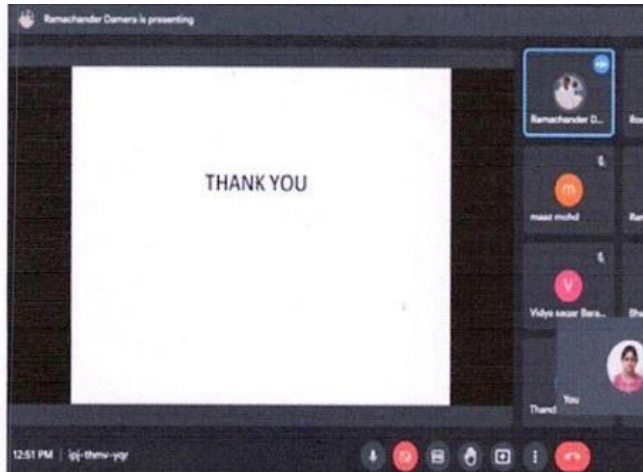 Ramachander Damera is presenting
THANK YOU
Ramachander D...
m
maaz mohd
V
Vidya sagar Bara...
You
12:51 PM | ipj-thmv-yqr